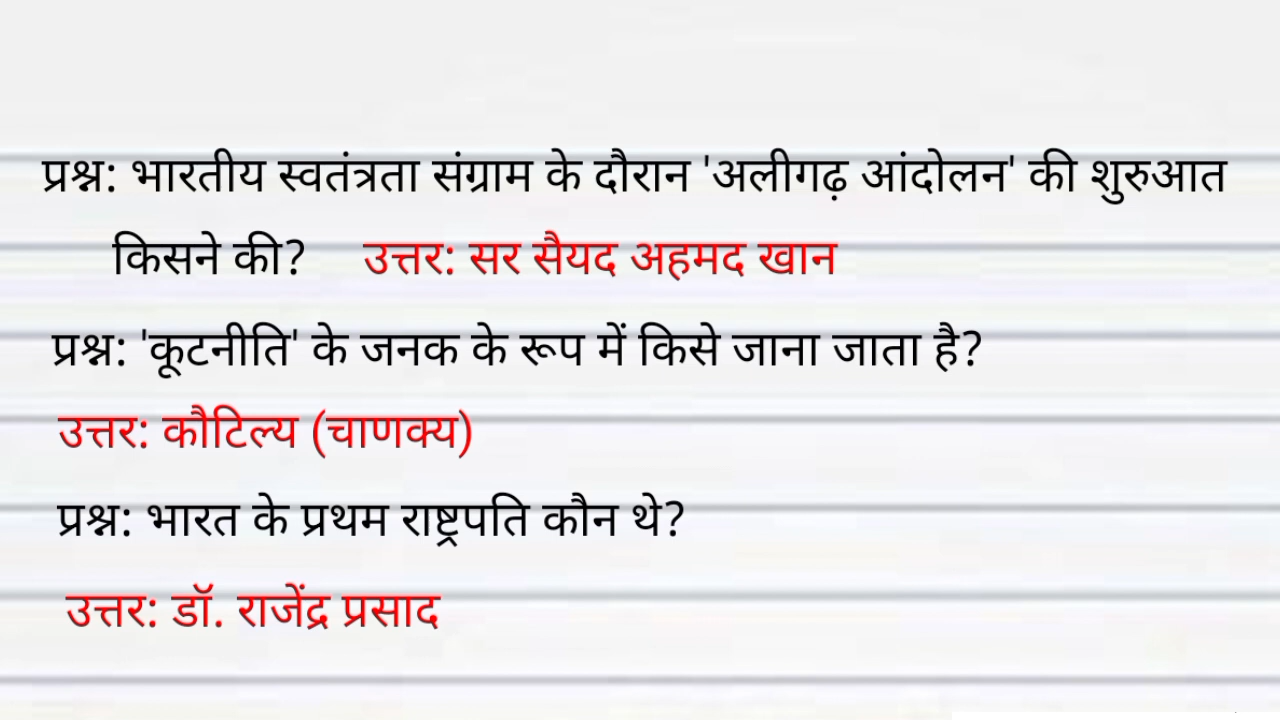 प्रश्न: भारतीय स्वतंत्रता संग्राम के दौरान 'अलीगढ़ आंदोलन' की शुरुआत
किसने की? उत्तर: सर सैयद अहमद खान
प्रश्न: 'कूटनीति' के जनक के रूप में किसे जाना जाता है?
उत्तर: कौटिल्य (चाणक्य)
प्रश्न: भारत के प्रथम राष्ट्रपति कौन थे?
उत्तर: डॉ. राजेंद्र प्रसाद